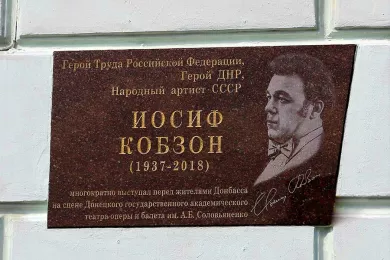 Герой Труда Российской Федерации,
Герой ДНР,
Народный артист СССР
ИОСИФ
КОБЗОН
(1937-2018)
многократно выступал перед жителями Донбасса
на сцене Донецкого государственного академического
театра оперы и балета им. А.Б. Соловьяненко